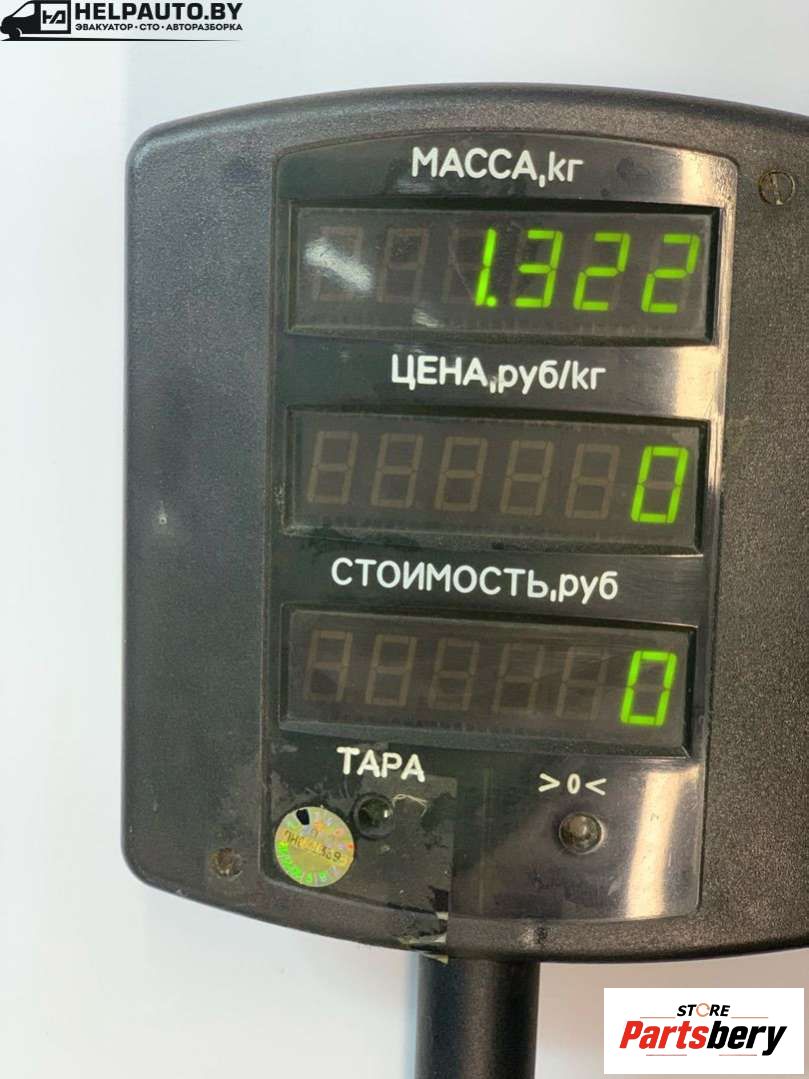 HELPAUTO.BY
ЭВАКУАТОР • СТО • АВТОРАЗБОРКА
МАССА,кг
1.322
ЦЕНА,руб/кг
0
СТОИМОСТЬ,руб
0
ТАРА
>0<
STORE
Partsbery